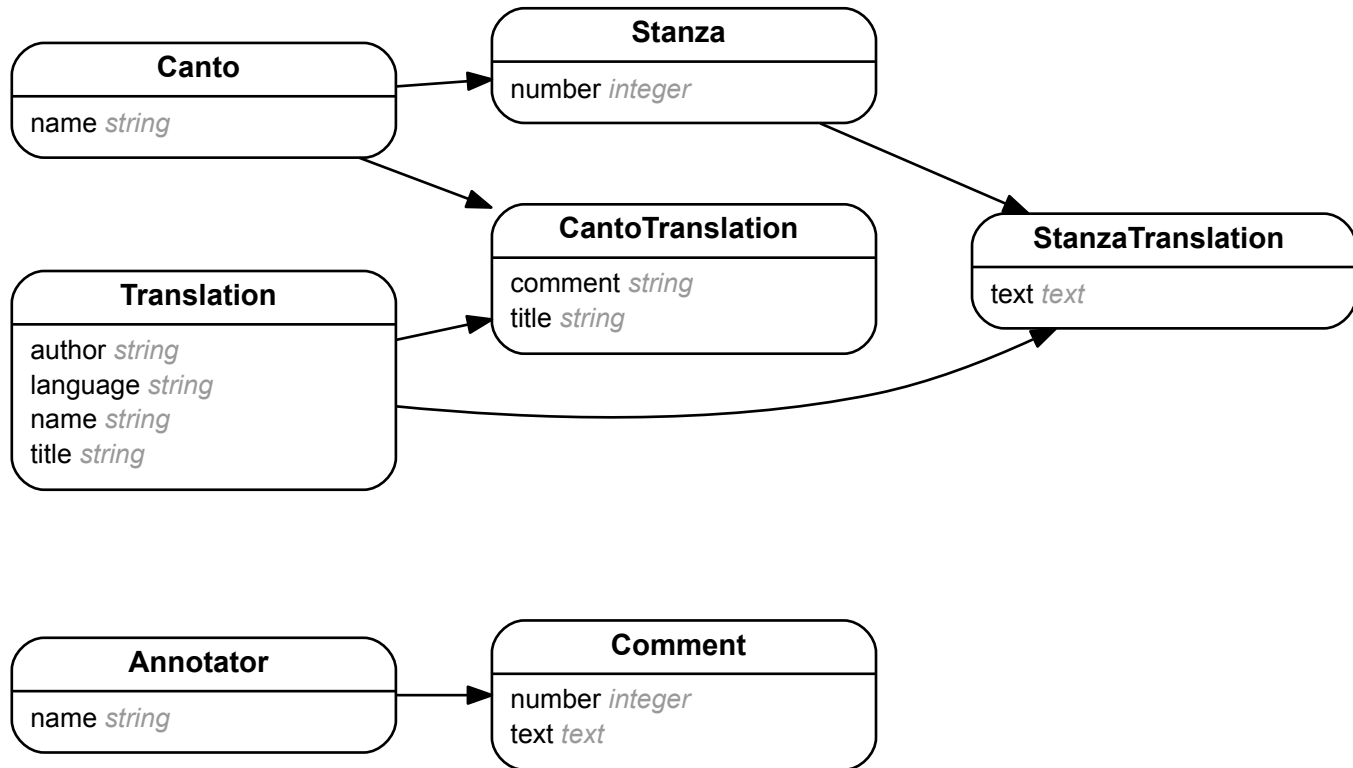 Canto
name string
Stanza
number integer
CantoTranslation
comment string
title string
StanzaTranslation
text text
Translation
author string
language string
name string
title string
Annotator
name string
Comment
number integer
text text